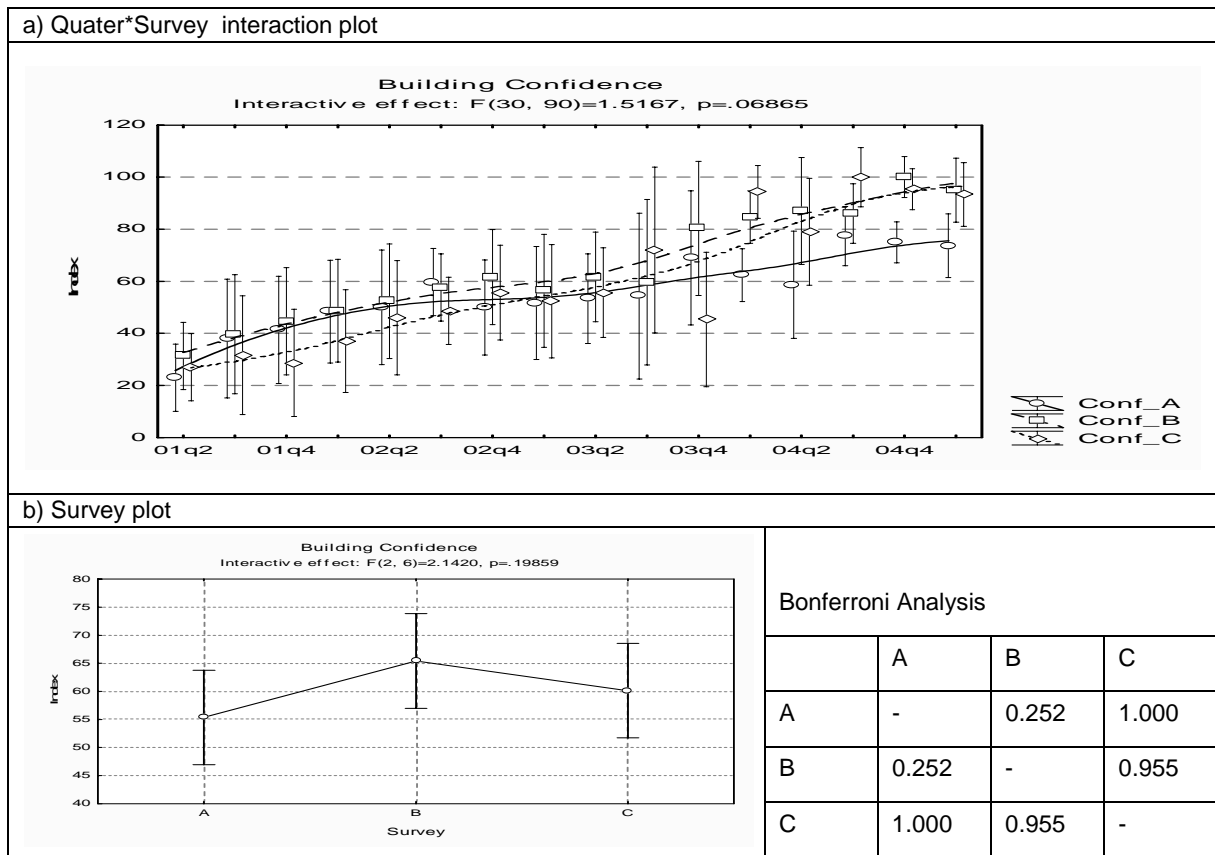 a) Quater*Survey interaction plot
Building Confidence
Interactive effect: F(30, 90)=1.5167, p=.06865
120
100
80
60
40
20
0
Index
01q2 01q4 02q2 02q4 03q2 03q4 04q2 04q4
Conf_A
Conf_B
Conf_C
b) Survey plot
Building Confidence
Interactive effect: F(2, 6)=2.1420, p=.19859
80
75
70
65
60
55
50
45
40
Index
A B C
Survey
Bonferroni Analysis
A B C
A - 0.252 1.000
B 0.252 - 0.955
C 1.000 0.955 -